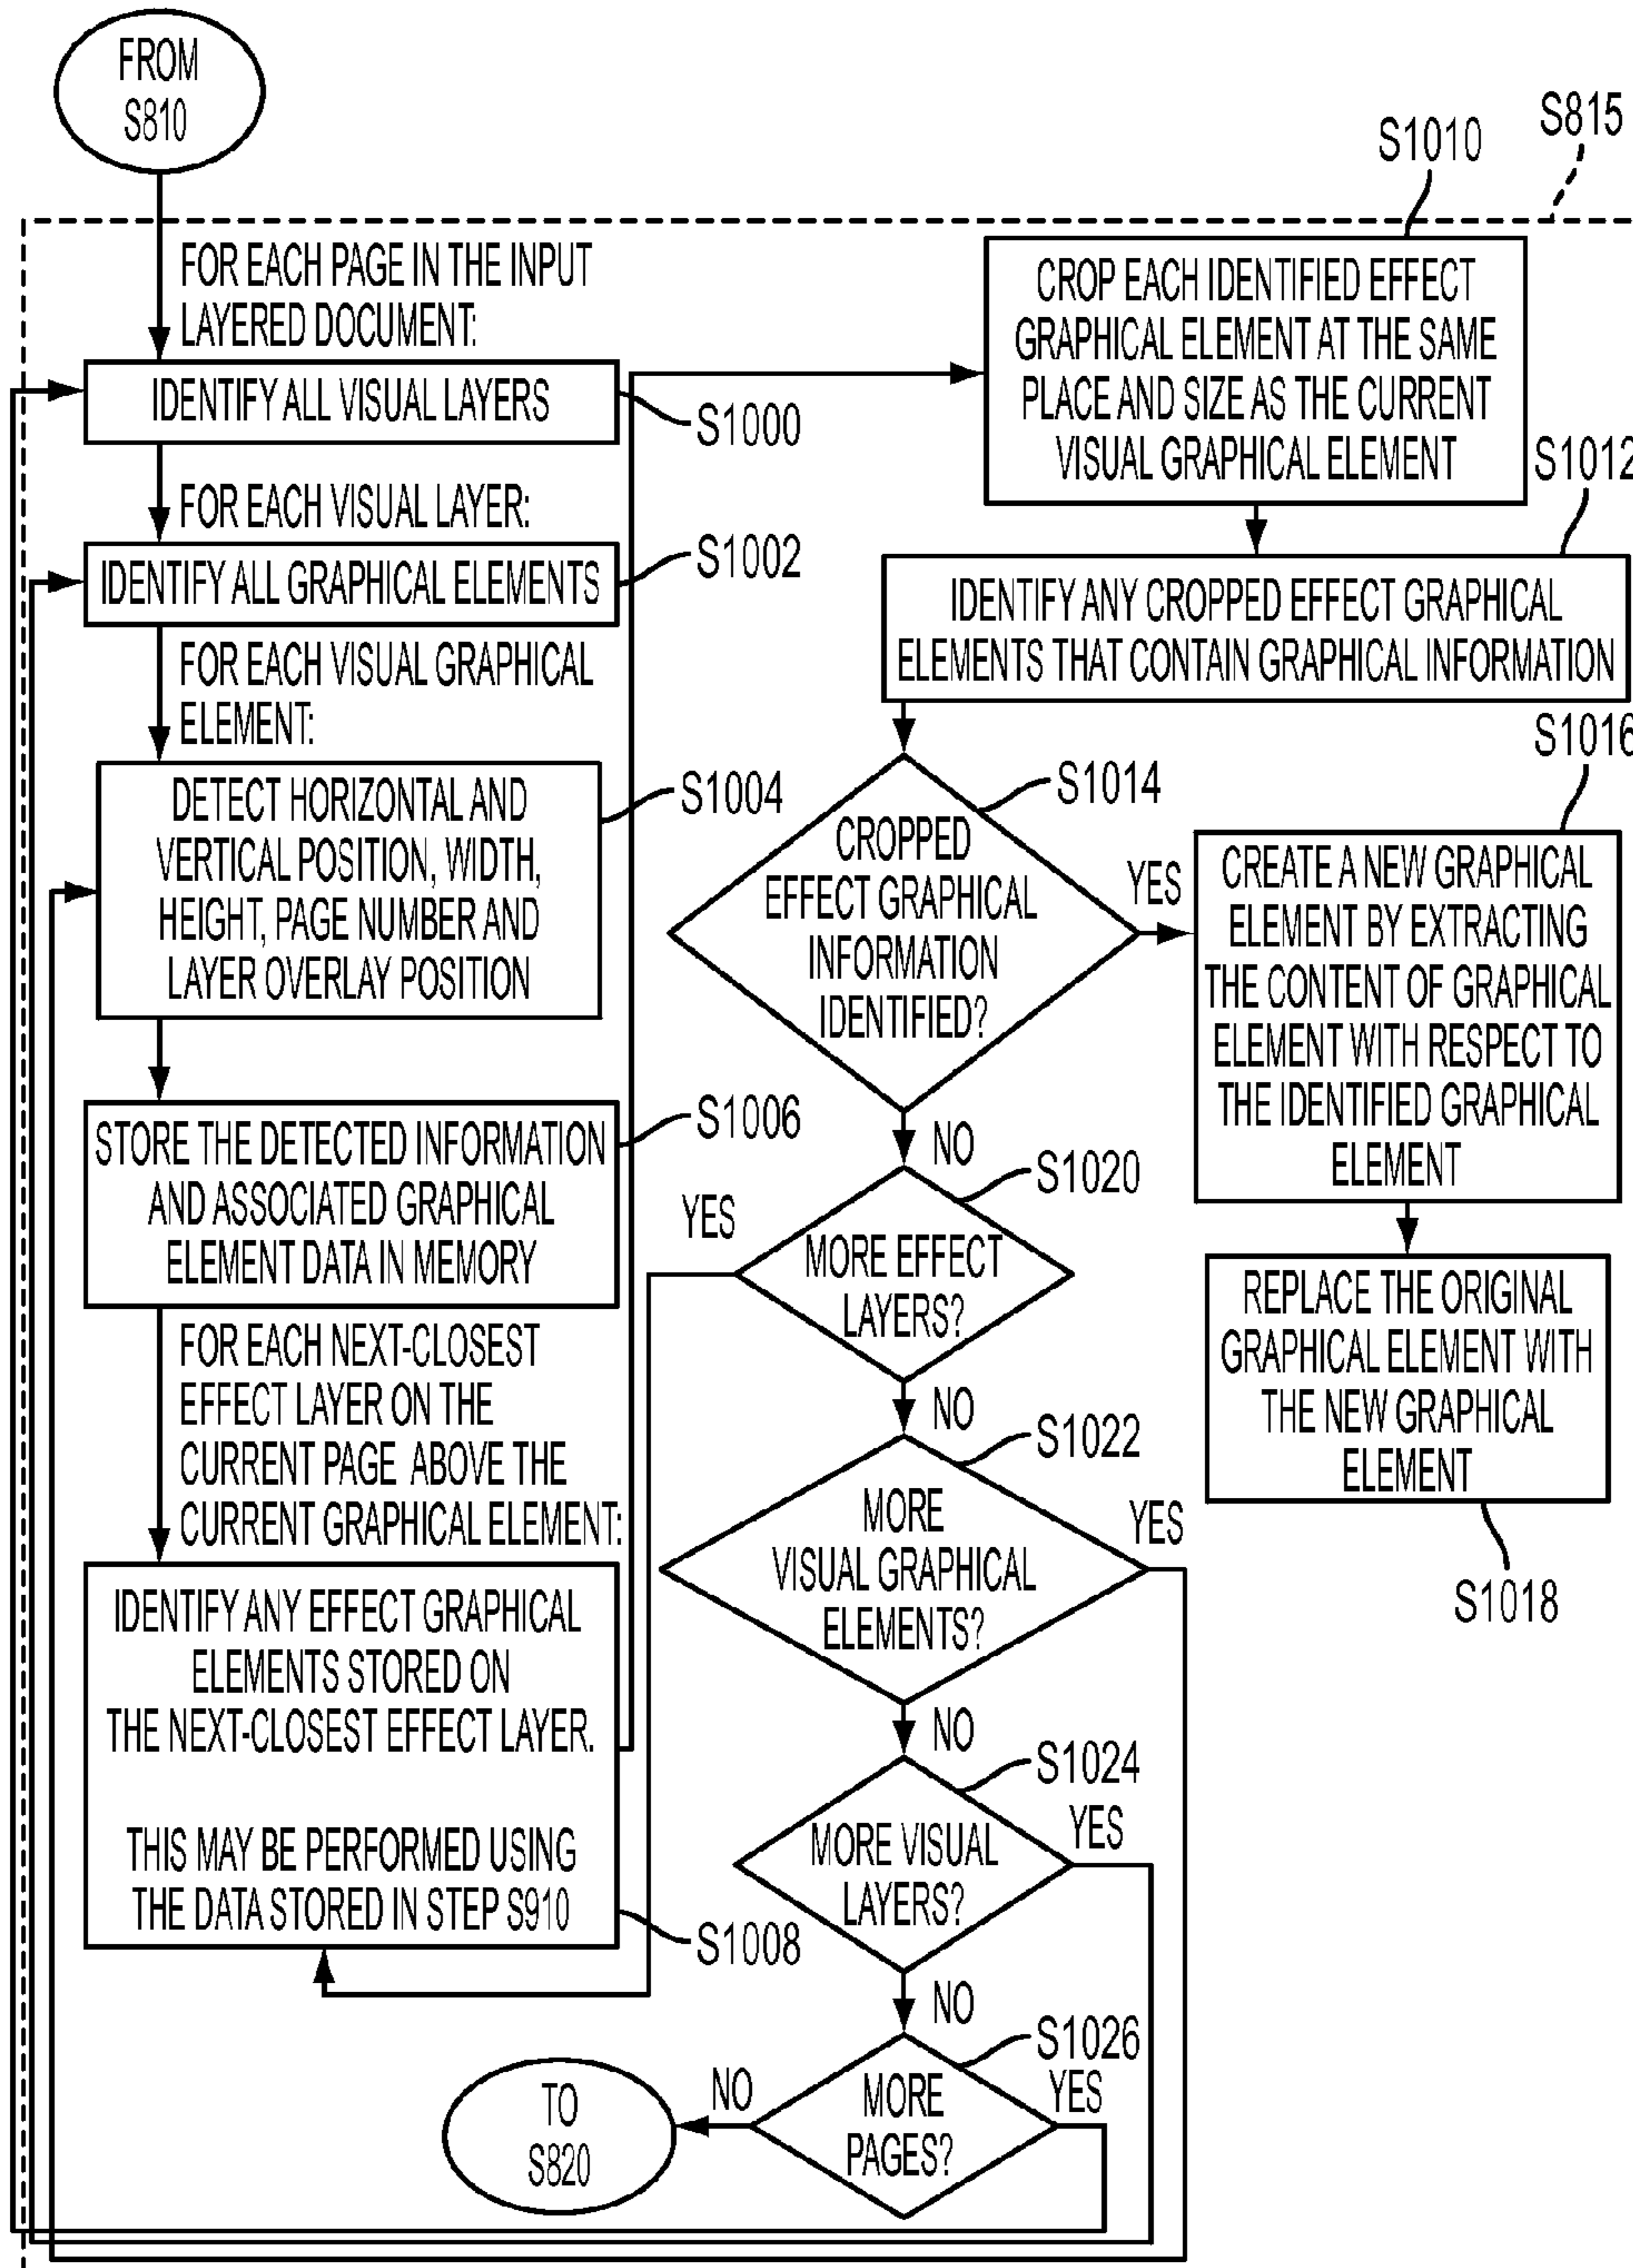 FROM
S810
FOR EACH PAGE IN THE INPUT
LAYERED DOCUMENT:
IDENTIFY ALL VISUAL LAYERS
S1000
FOR EACH VISUAL LAYER:
IDENTIFY ALL GRAPHICAL ELEMENTS
S1002
FOR EACH VISUAL GRAPHICAL
ELEMENT:
DETECT HORIZONTAL AND
VERTICAL POSITION, WIDTH,
HEIGHT, PAGE NUMBER AND
LAYER OVERLAY POSITION
S1004
STORE THE DETECTED INFORMATION
AND ASSOCIATED GRAPHICAL
ELEMENT DATA IN MEMORY
S1006
FOR EACH NEXT-CLOSEST
EFFECT LAYER ON THE
CURRENT PAGE ABOVE THE
CURRENT GRAPHICAL ELEMENT:
IDENTIFY ANY EFFECT GRAPHICAL
ELEMENTS STORED ON
THE NEXT-CLOSEST EFFECT LAYER.
THIS MAY BE PERFORMED USING
THE DATA STORED IN STEP S910
S1008
S815
S1010
CROP EACH IDENTIFIED EFFECT
GRAPHICAL ELEMENT AT THE SAME
PLACE AND SIZE AS THE CURRENT
VISUAL GRAPHICAL ELEMENT
S1012
IDENTIFY ANY CROPPED EFFECT GRAPHICAL
ELEMENTS THAT CONTAIN GRAPHICAL INFORMATION
S1014
CROPPED
EFFECT GRAPHICAL
INFORMATION
IDENTIFIED?
YES
S1016
CREATE A NEW GRAPHICAL
ELEMENT BY EXTRACTING
THE CONTENT OF GRAPHICAL
ELEMENT WITH RESPECT TO
THE IDENTIFIED GRAPHICAL
ELEMENT
REPLACE THE ORIGINAL
GRAPHICAL ELEMENT WITH
THE NEW GRAPHICAL
ELEMENT
S1018
NO
S1020
YES
MORE EFFECT
LAYERS?
NO
S1022
MORE
VISUAL GRAPHICAL
ELEMENTS?
YES
NO
S1024
MORE VISUAL
LAYERS?
YES
NO
S1026
MORE
PAGES?
YES
NO
TO
S820